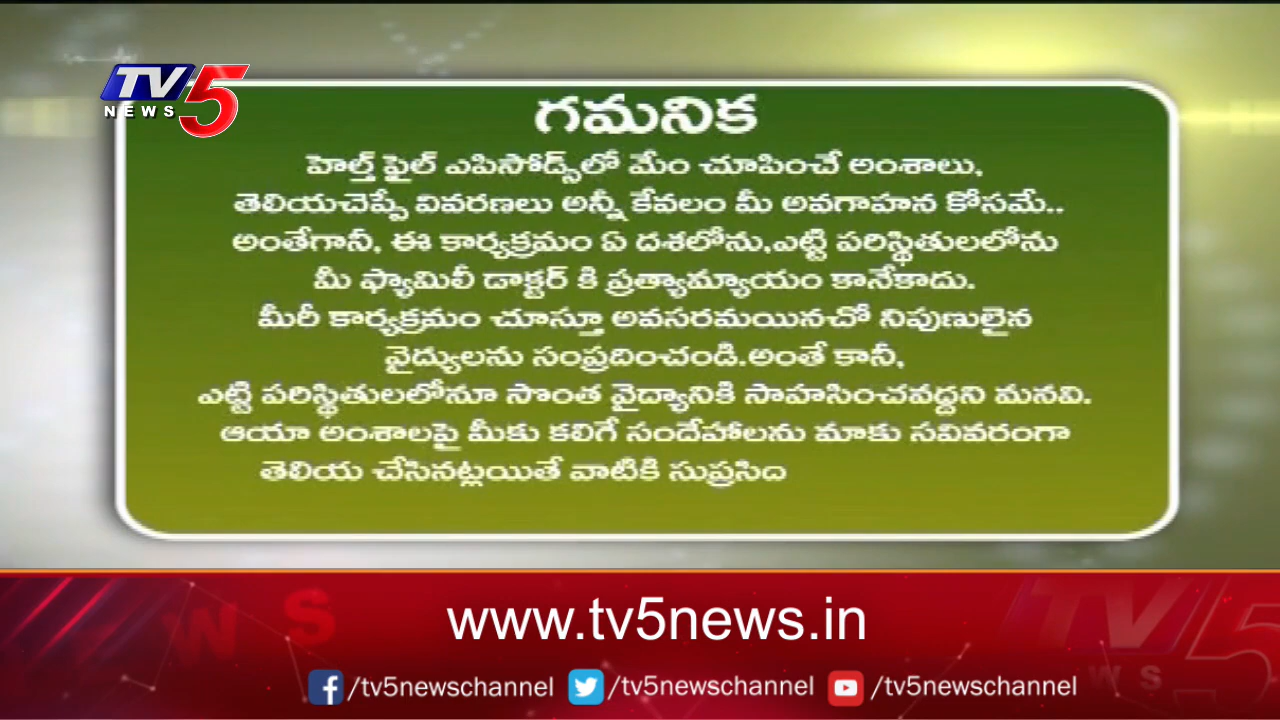 TV5
NEWS
గమనిక
హెల్త్ ఫైల్ ఎపిసోడ్స్‌లో మేం చూపించే అంశాలు,
తెలియచెప్పే వివరణలు అన్నీ కేవలం మీ అవగాహన కోసమే..
అంతేగానీ, ఈ కార్యక్రమం ఏ దశలోను,ఎట్టి పరిస్థితులలోను
మీ ఫ్యామిలీ డాక్టర్ కి ప్రత్యామ్యాయం కానేకాదు.
మీరీ కార్యక్రమం చూస్తూ అవసరమయినచో నిపుణులైన
వైద్యులను సంప్రదించండి.అంతే కానీ,
ఎట్టి పరిస్థితులలోనూ సొంత వైద్యానికి సాహసించవద్దని మనవి.
ఆయా అంశాలపై మీకు కలిగే సందేహాలను మాకు సవివరంగా
తెలియ చేసినట్లయితే వాటికి సుప్రసిద
www.tv5news.in
/tv5newschannel /tv5newschannel /tv5newschannel